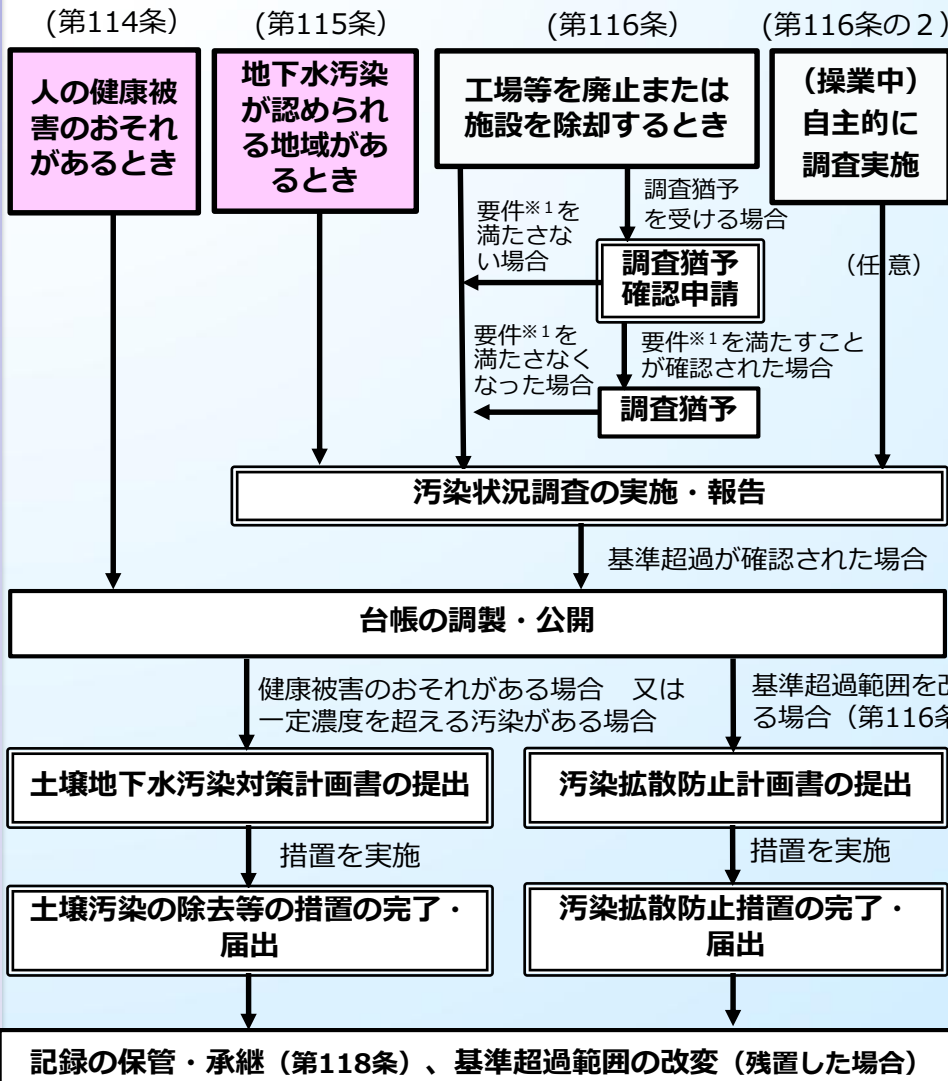 (第114条)
(第115条)
(第116条)
(第116条の２)
人の健康被
害のおそれ
があるとき
地下水汚染
が認められ
る地域があ
るとき
工場等を廃止または
施設を除却するとき
（操業中）
自主的に
調査実施
調査猶予
を受ける場合
要件※１を
満たさな
い場合
調査猶予
確認申請
（任 意）
要件※１を
満たさなく
なった場合
要件※１を満たすこと
が確認された場合
調査猶予
汚染状況調査の実施・報告
基準超過が確認された場合
台帳の調製・公開
健康被害のおそれがある場合　又は
一定濃度を超える汚染がある場合
基準超過範囲を
る場合（第116条
土壌地下水汚染対策計画書の提出
汚染拡散防止計画書の提出
措置を実施
措置を実施
土壌汚染の除去等の措置の完了・
届出
汚染拡散防止措置の完了・
届出
記録の保管・承継（第118条）、基準超過範囲の改変（残置した場合）